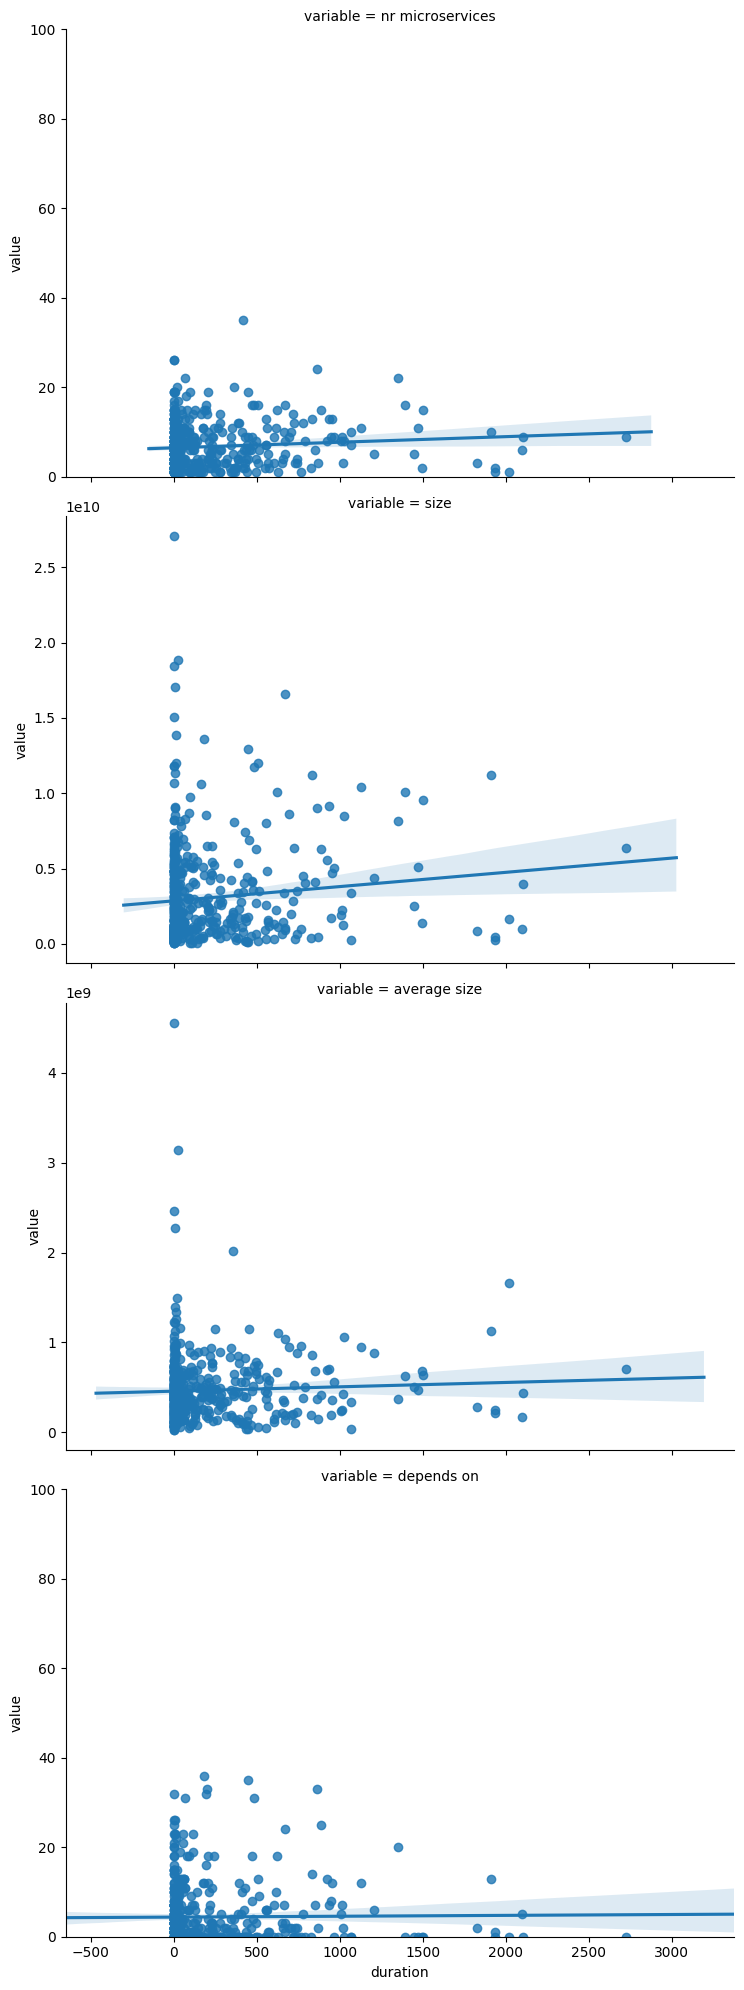 variable = nr microservices
100
80
60
40
20
0
value
variable = size
1e10
2.5
2.0
1.5
1.0
0.5
0.0
value
variable = average size
1e9
4
3
2
1
0
value
variable = depends on
100
80
60
40
20
0
value
−500 0 500 1000 1500 2000 2500 3000
duration